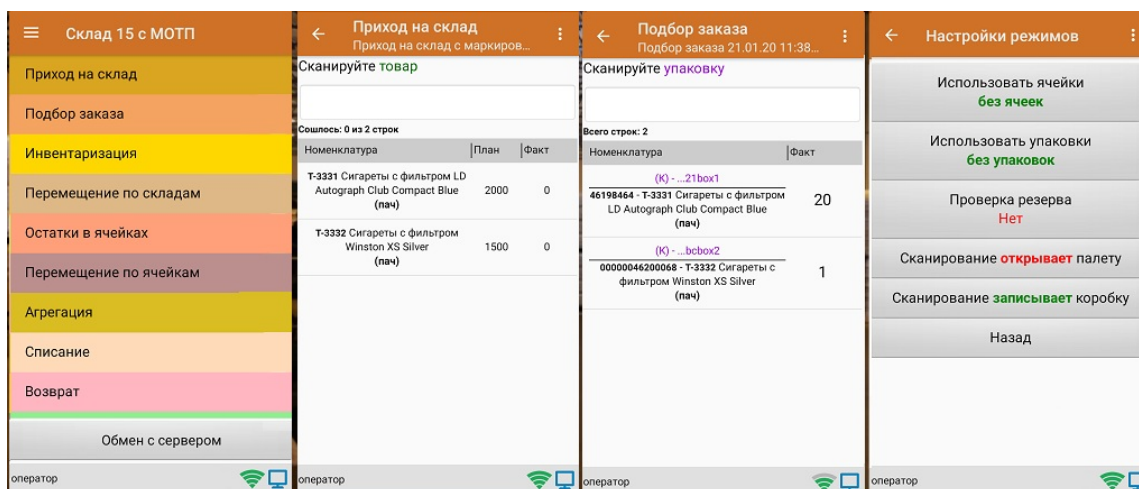 Склад 15 с МОТП
Приход на склад
Подбор заказа
Инвентаризация
Перемещение по складам
Остатки в ячейках
Перемещение по ячейкам
Агрегация
Списание
Возврат
Обмен с сервером
оператор
Приход на склад
Приход на склад с маркиров...
Сканируйте товар
Сошлось: 0 из 2 строк
Номенклатура План Факт
Т-3331 Сигареты с фильтром LD
Autograph Club Compact Blue 2000 0
(пач)
Т-3332 Сигареты с фильтром
Winston XS Silver 1500 0
(пач)
оператор
Подбор заказа
Подбор заказа 21.01.20 11:38...
Сканируйте упаковку
Всего строк: 2
Номенклатура Факт
(К) - ...21box1
46198464 - Т-3331 Сигареты с фильтром 20
LD Autograph Club Compact Blue
(пач)
(К) - ...bcbox2
00000046200068 - Т-3332 Сигареты с 1
фильтром Winston XS Silver
(пач)
оператор
Настройки режимов
Использовать ячейки
без ячеек
Использовать упаковки
без упаковок
Проверка резерва
Нет
Сканирование открывает палету
Сканирование записывает коробку
Назад
оператор